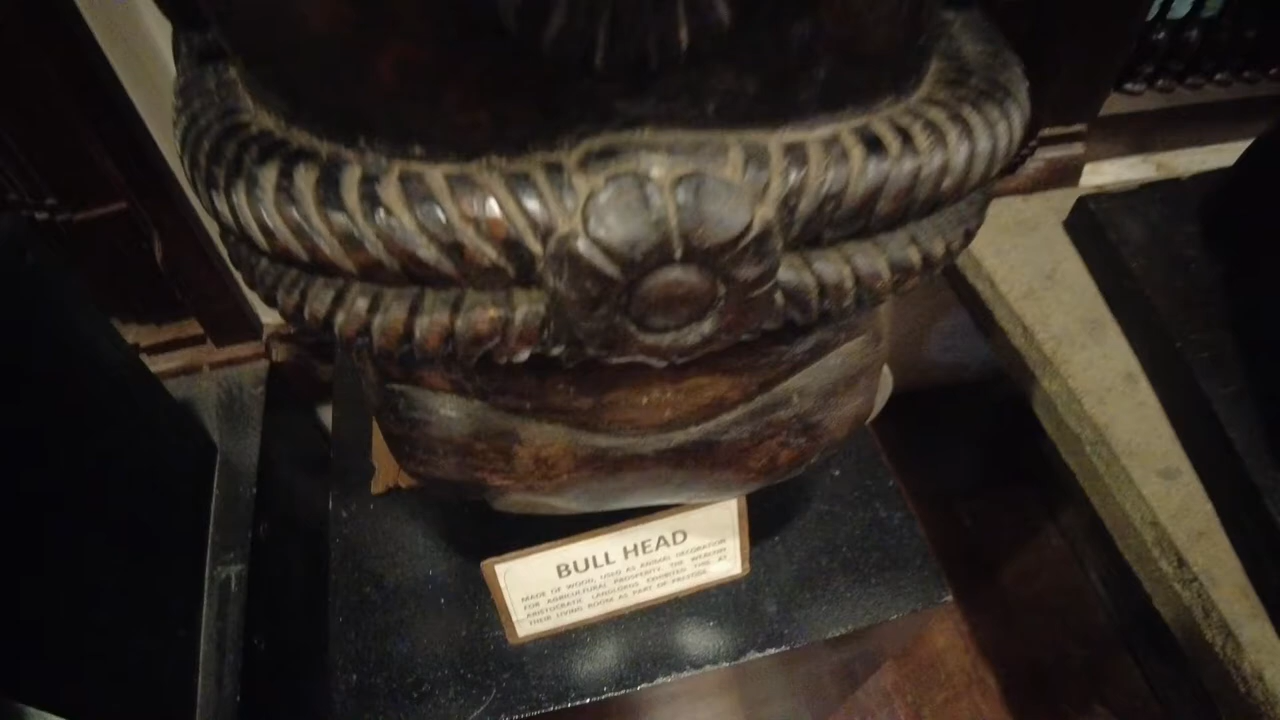 BULL HEAD
MADE OF WOOD, USED AS ANIMAL DECORATION
FOR AGRICULTURAL PROSPERITY. THE WEALTHY
ARISTOCRATIC LANDLORDS EXHIBITED THIS AT
THEIR LIVING ROOM AS PART OF PRESTIGE.